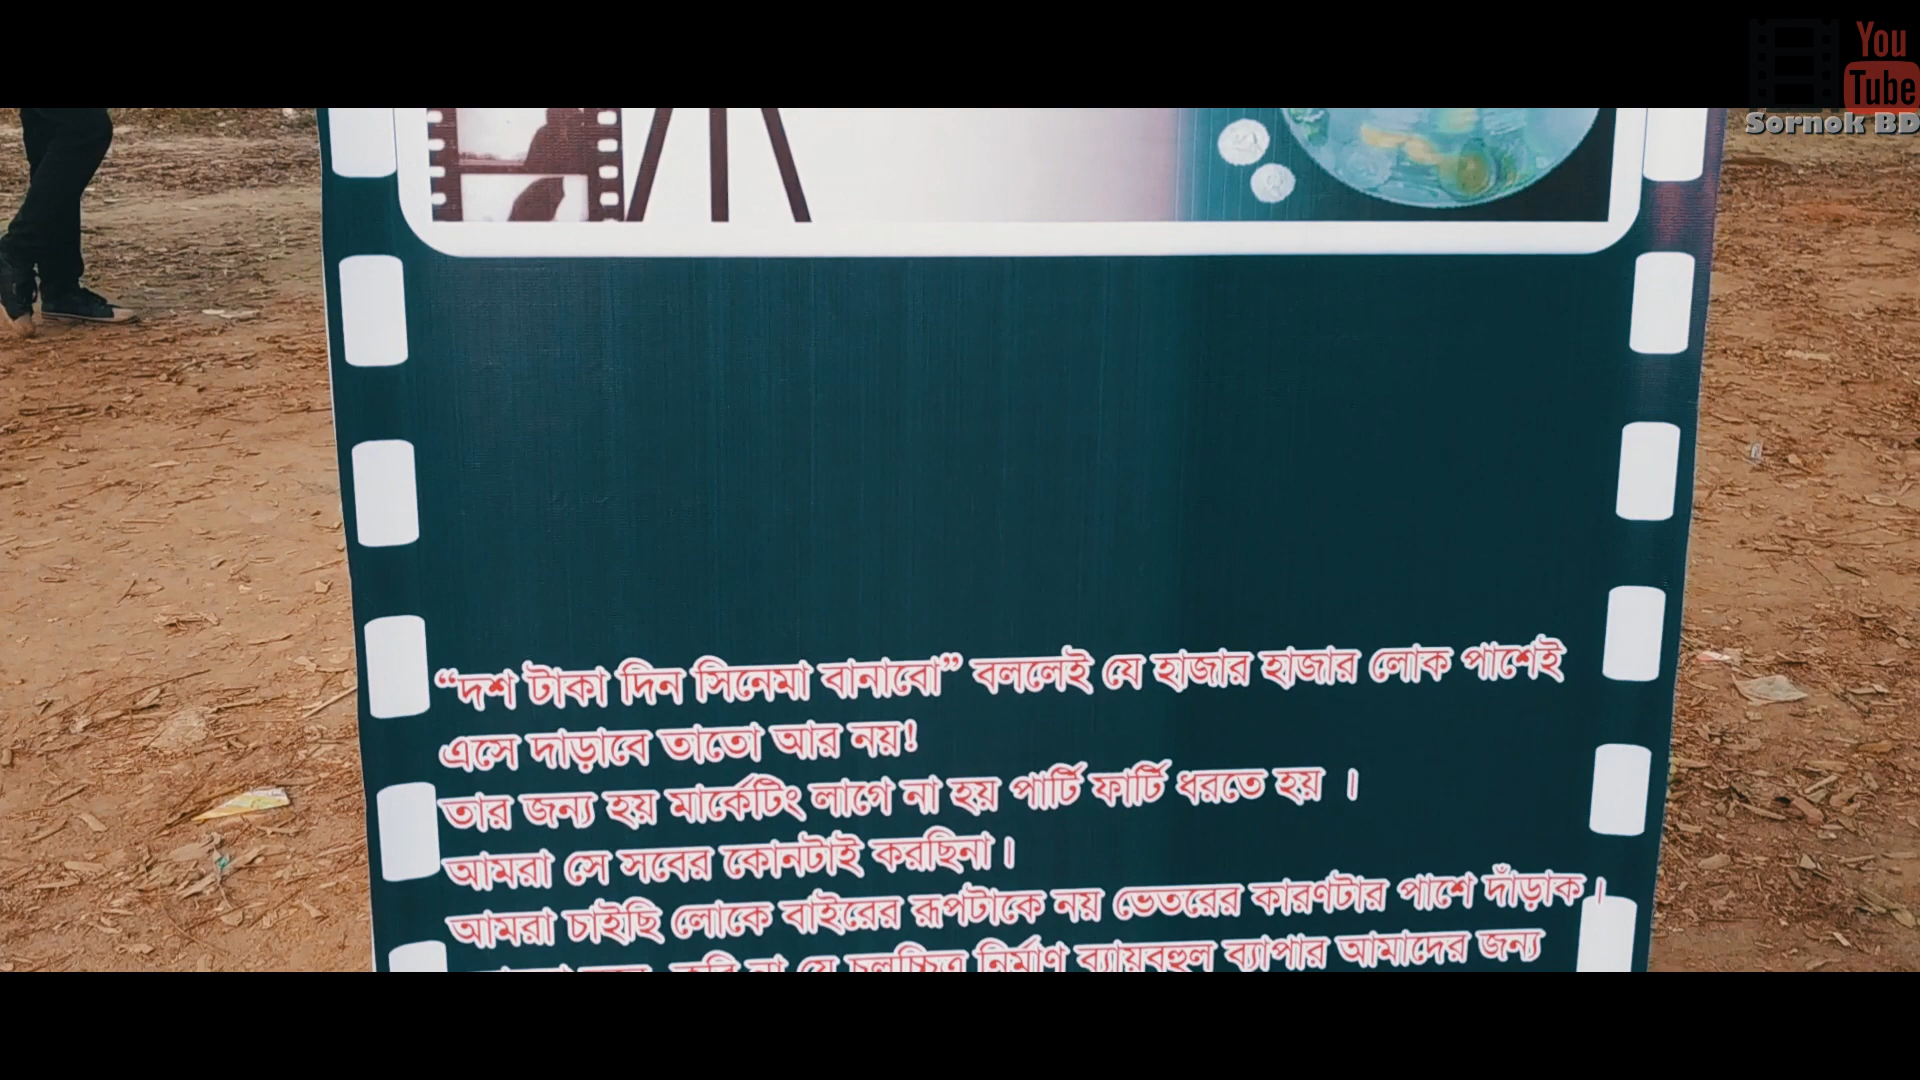 You
Tube
Sornok BD
“দশ টাকা দিন সিনেমা বানাবো” বললেই যে হাজার হাজার লোক পাশেই
এসে দাড়াবে তাতো আর নয়!
তার জন্য হয় মার্কেটিং লাগে না হয় পার্টি ফার্টি ধরতে হয় ।
আমরা সে সবের কোনটাই করছিনা।
আমরা চাইছি লোকে বাইরের রূপটাকে নয় ভেতরের কারণটার পাশে দাঁড়াক।
করি না যে চলচ্চিত্র নির্মাণ ব্যায়বহুল ব্যাপার আমাদের জন্য